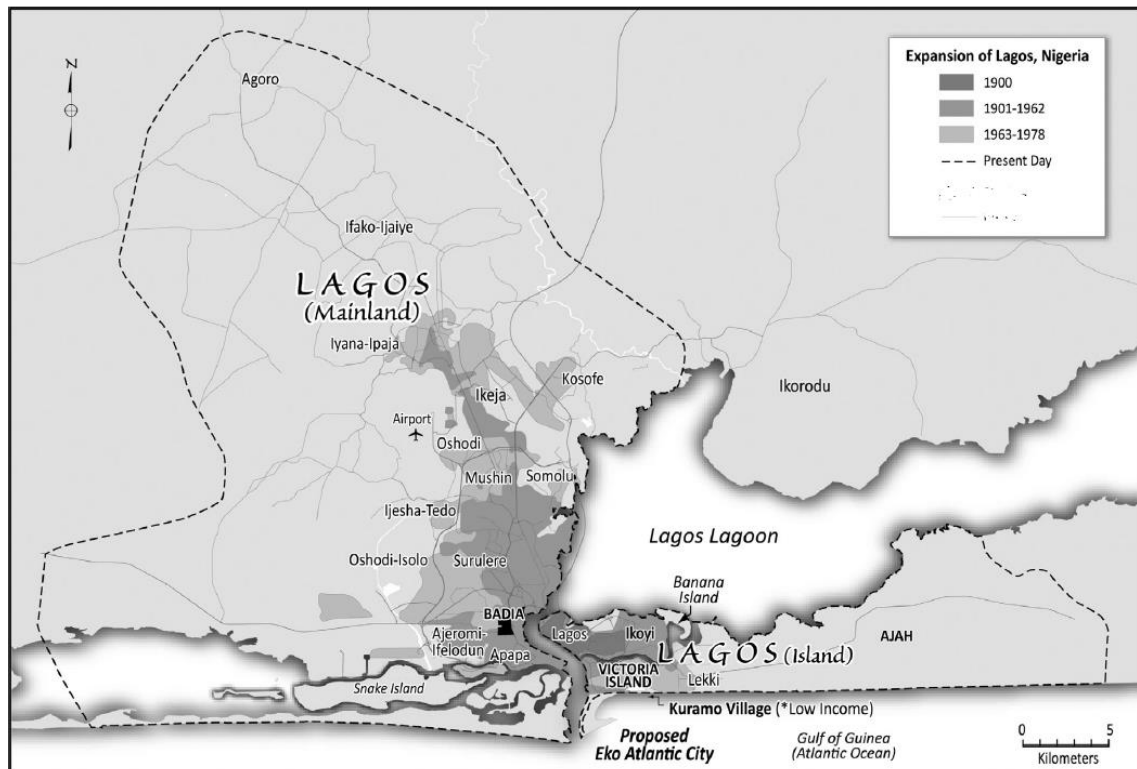 Expansion of Lagos, Nigeria
1900
1901-1962
1963-1978
Present Day
N
Agoro
Ifako-Ijaiye
LAGOS
(Mainland)
Iyana-Ipaja
Ikeja
Kosofe
Ikorodu
Airport
Oshodi
Mushin
Somolu
Ijesha-Tedo
Lagos Lagoon
Oshodi-Isolo
Surulere
Banana
Island
BADIA
Ajeromi-
Ifelodun
Apapa
Lagos
Ikoyi
AJAH
LAGOS (Island)
VICTORIA
ISLAND
Lekki
Snake Island
Kuramo Village (*Low Income)
Proposed
Eko Atlantic City
Gulf of Guinea
(Atlantic Ocean)
0 5
Kilometers